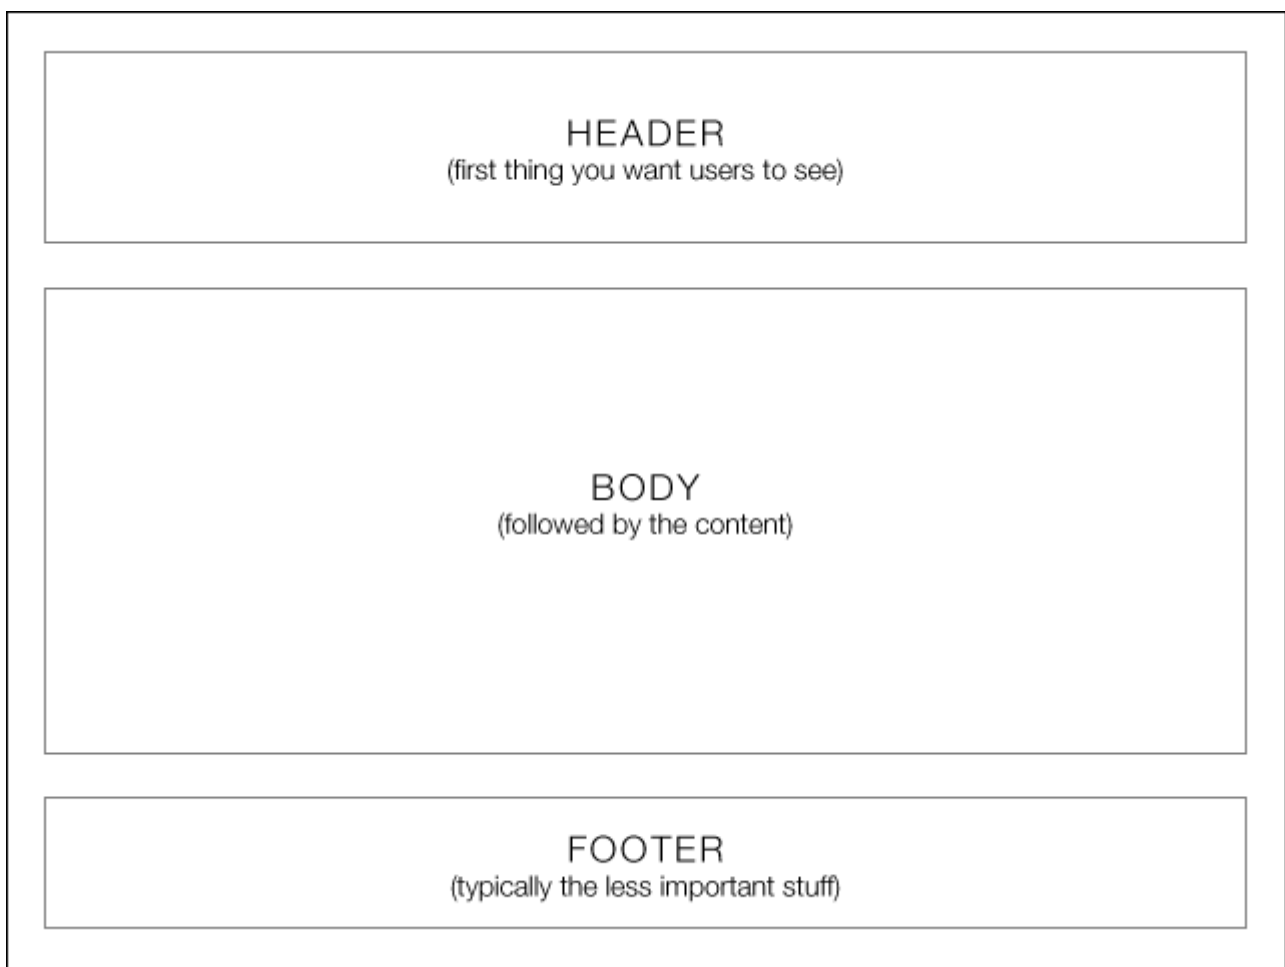 HEADER
(first thing you want users to see)
BODY
(followed by the content)
FOOTER
(typically the less important stuff)